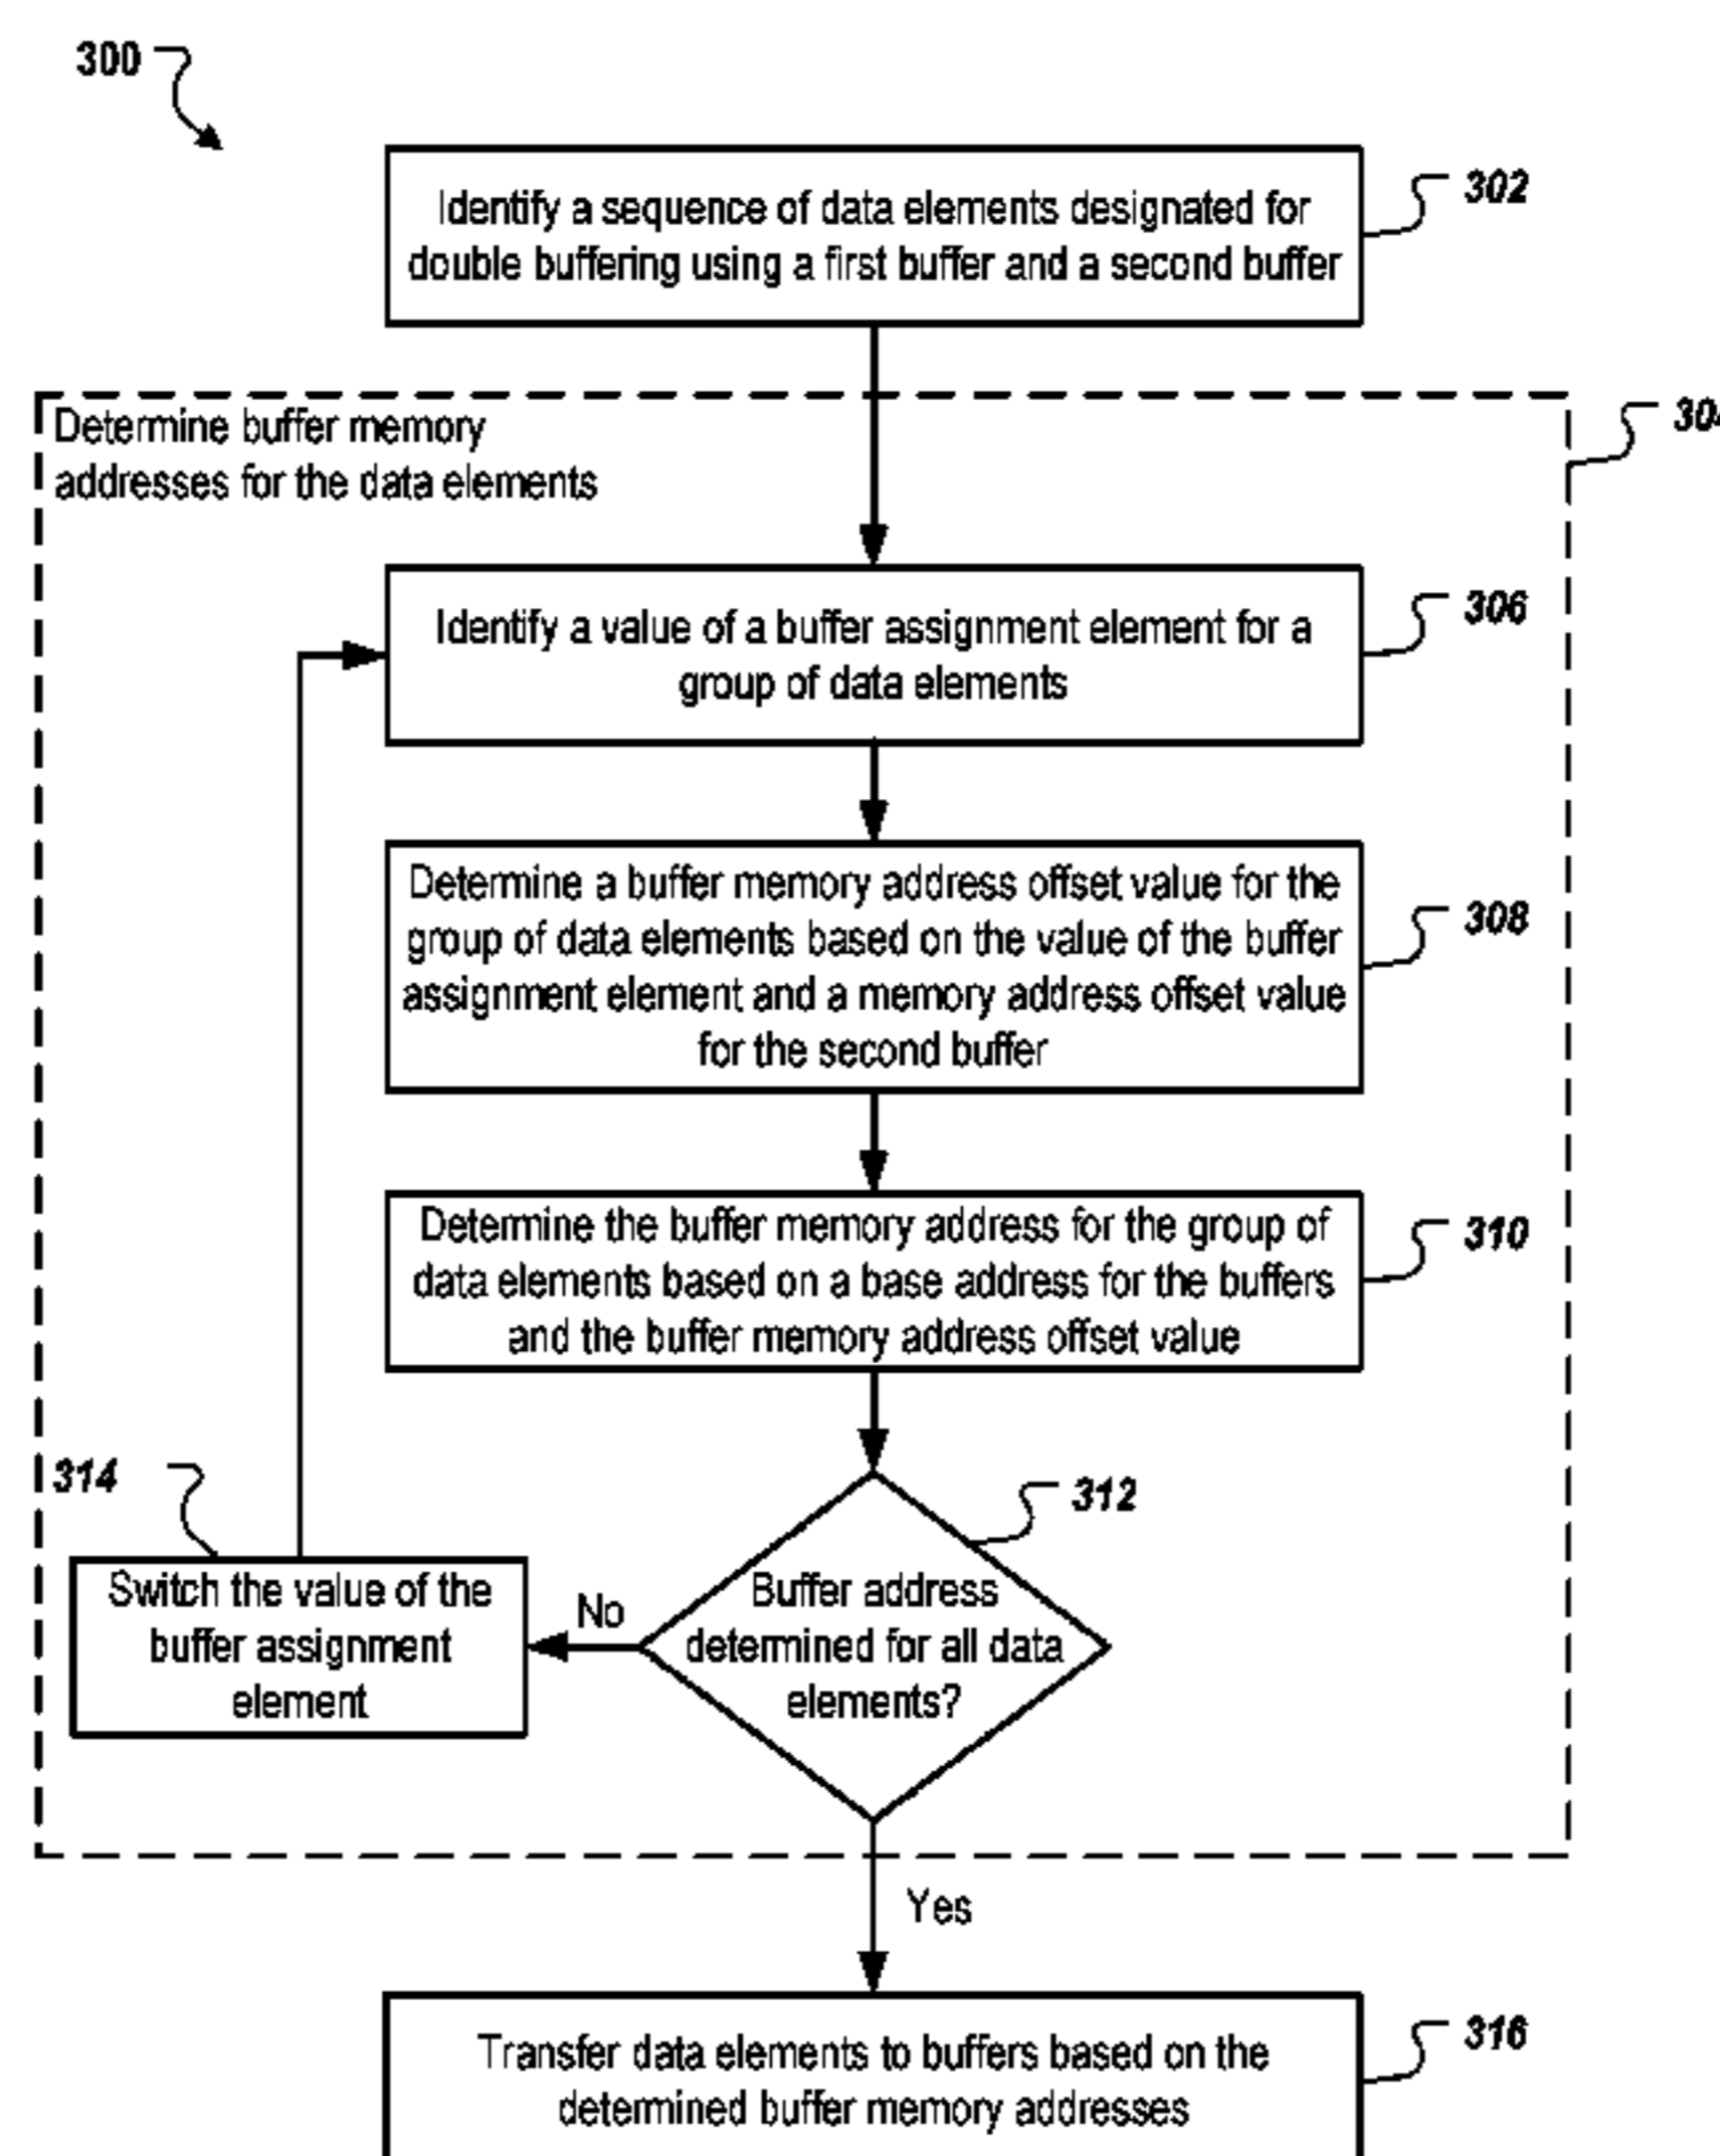 300
Identify a sequence of data elements designated for
double buffering using a first buffer and a second buffer
302
Determine buffer memory
addresses for the data elements
Identify a value of a buffer assignment element for a
group of data elements
306
Determine a buffer memory address offset value for the
group of data elements based on the value of the buffer
assignment element and a memory address offset value
for the second buffer
308
Determine the buffer memory address for the group of
data elements based on a base address for the buffers
and the buffer memory address offset value
310
314
312
Switch the value of the
buffer assignment
element
No
Buffer address
determined for all data
elements?
Yes
Transfer data elements to buffers based on the
determined buffer memory addresses
316